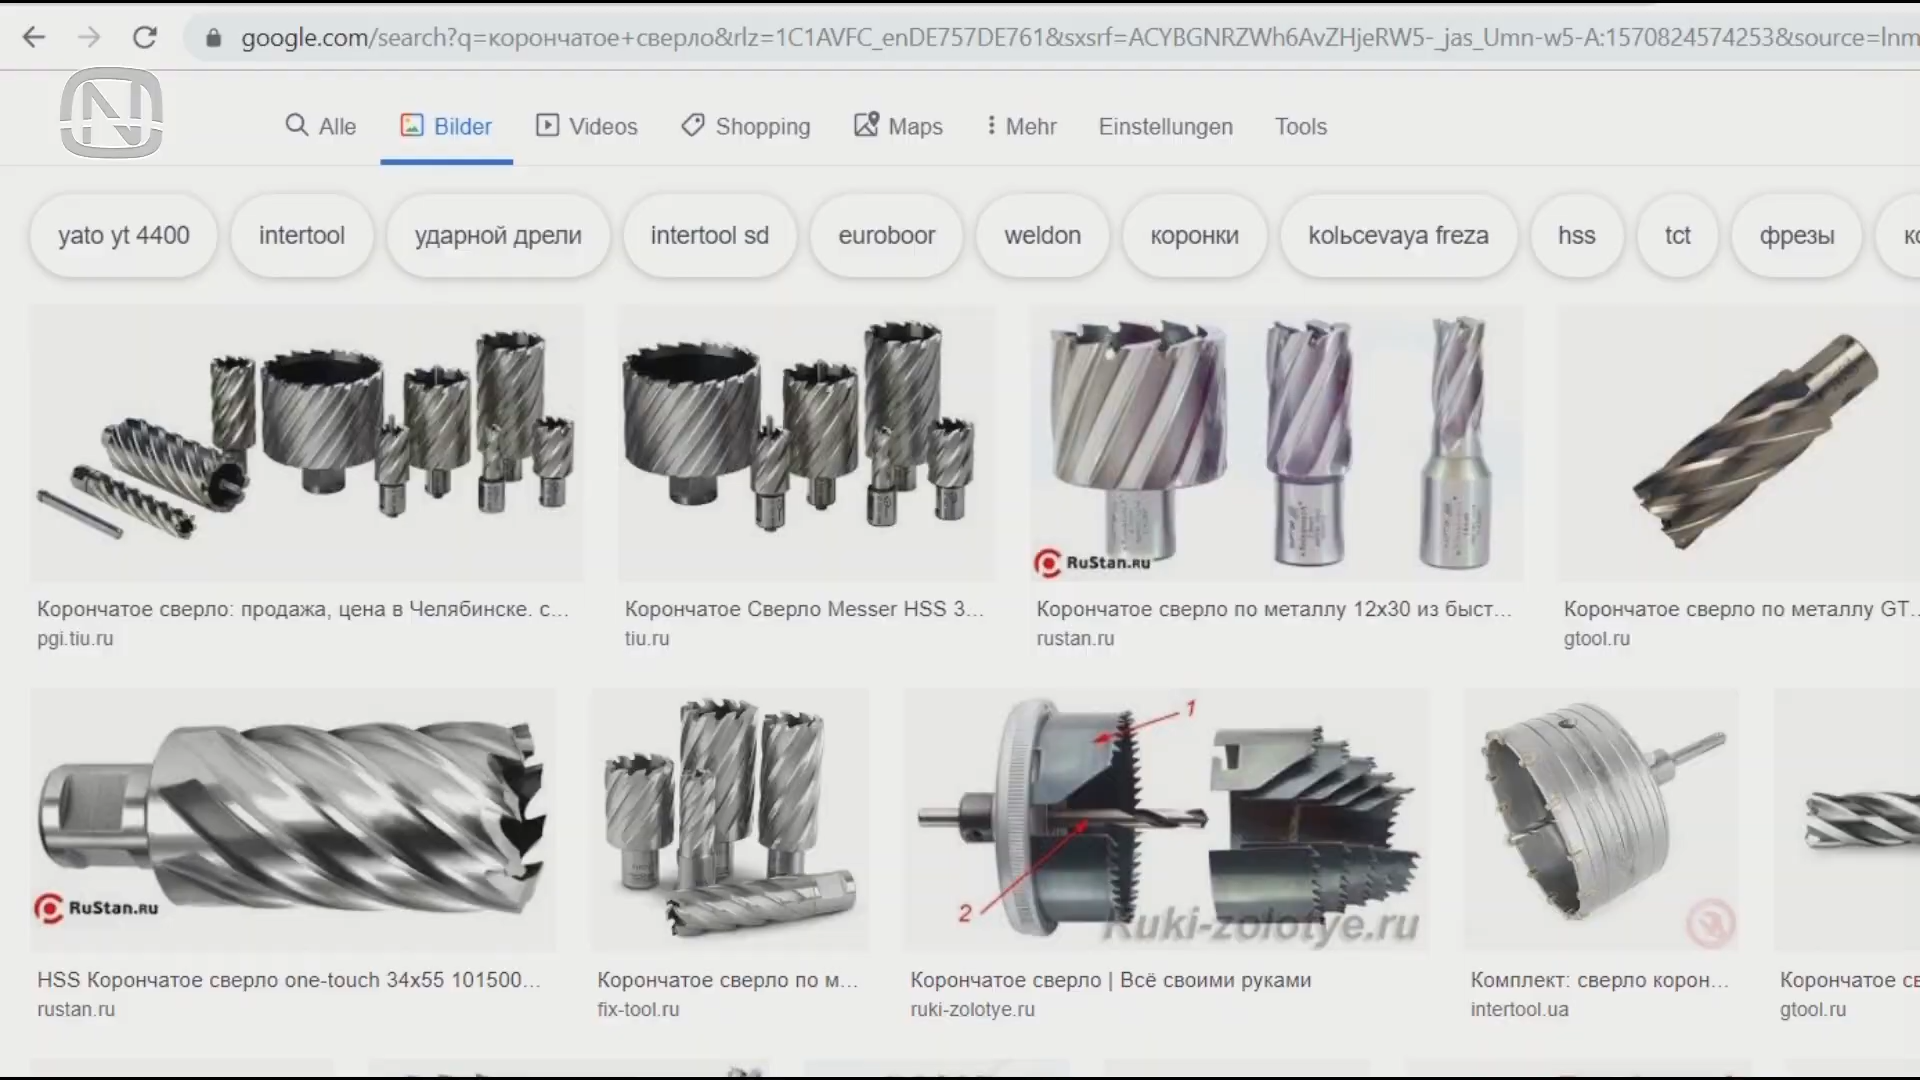 google.com/search?q=корончатое+сверло&rlz=1C1AVFC_enDE757DE761&sxsrf=ACYBGNRZWh6AvZHjeRW5-_jas_Umn-w5-A:1570824574253&source=lnm
Alle Bilder Videos Shopping Maps Mehr Einstellungen Tools
yato yt 4400 intertool ударной дрели intertool sd euroboor weldon коронки kolьcevaya freza hss tct фрезы
RuStan.ru
Корончатое сверло: продажа, цена в Челябинске. с...
pgi.tiu.ru
Корончатое Сверло Messer HSS 3...
tiu.ru
Корончатое сверло по металлу 12х30 из быст...
rustan.ru
Корончатое сверло по металлу GT...
gtool.ru
1
2
RuStan.ru
Ruki-zolotye.ru
HSS Корончатое сверло one-touch 34x55 101500...
rustan.ru
Корончатое сверло по м...
fix-tool.ru
Корончатое сверло | Всё своими руками
ruki-zolotye.ru
Комплект: сверло корон...
intertool.ua
Корончатое св
gtool.ru